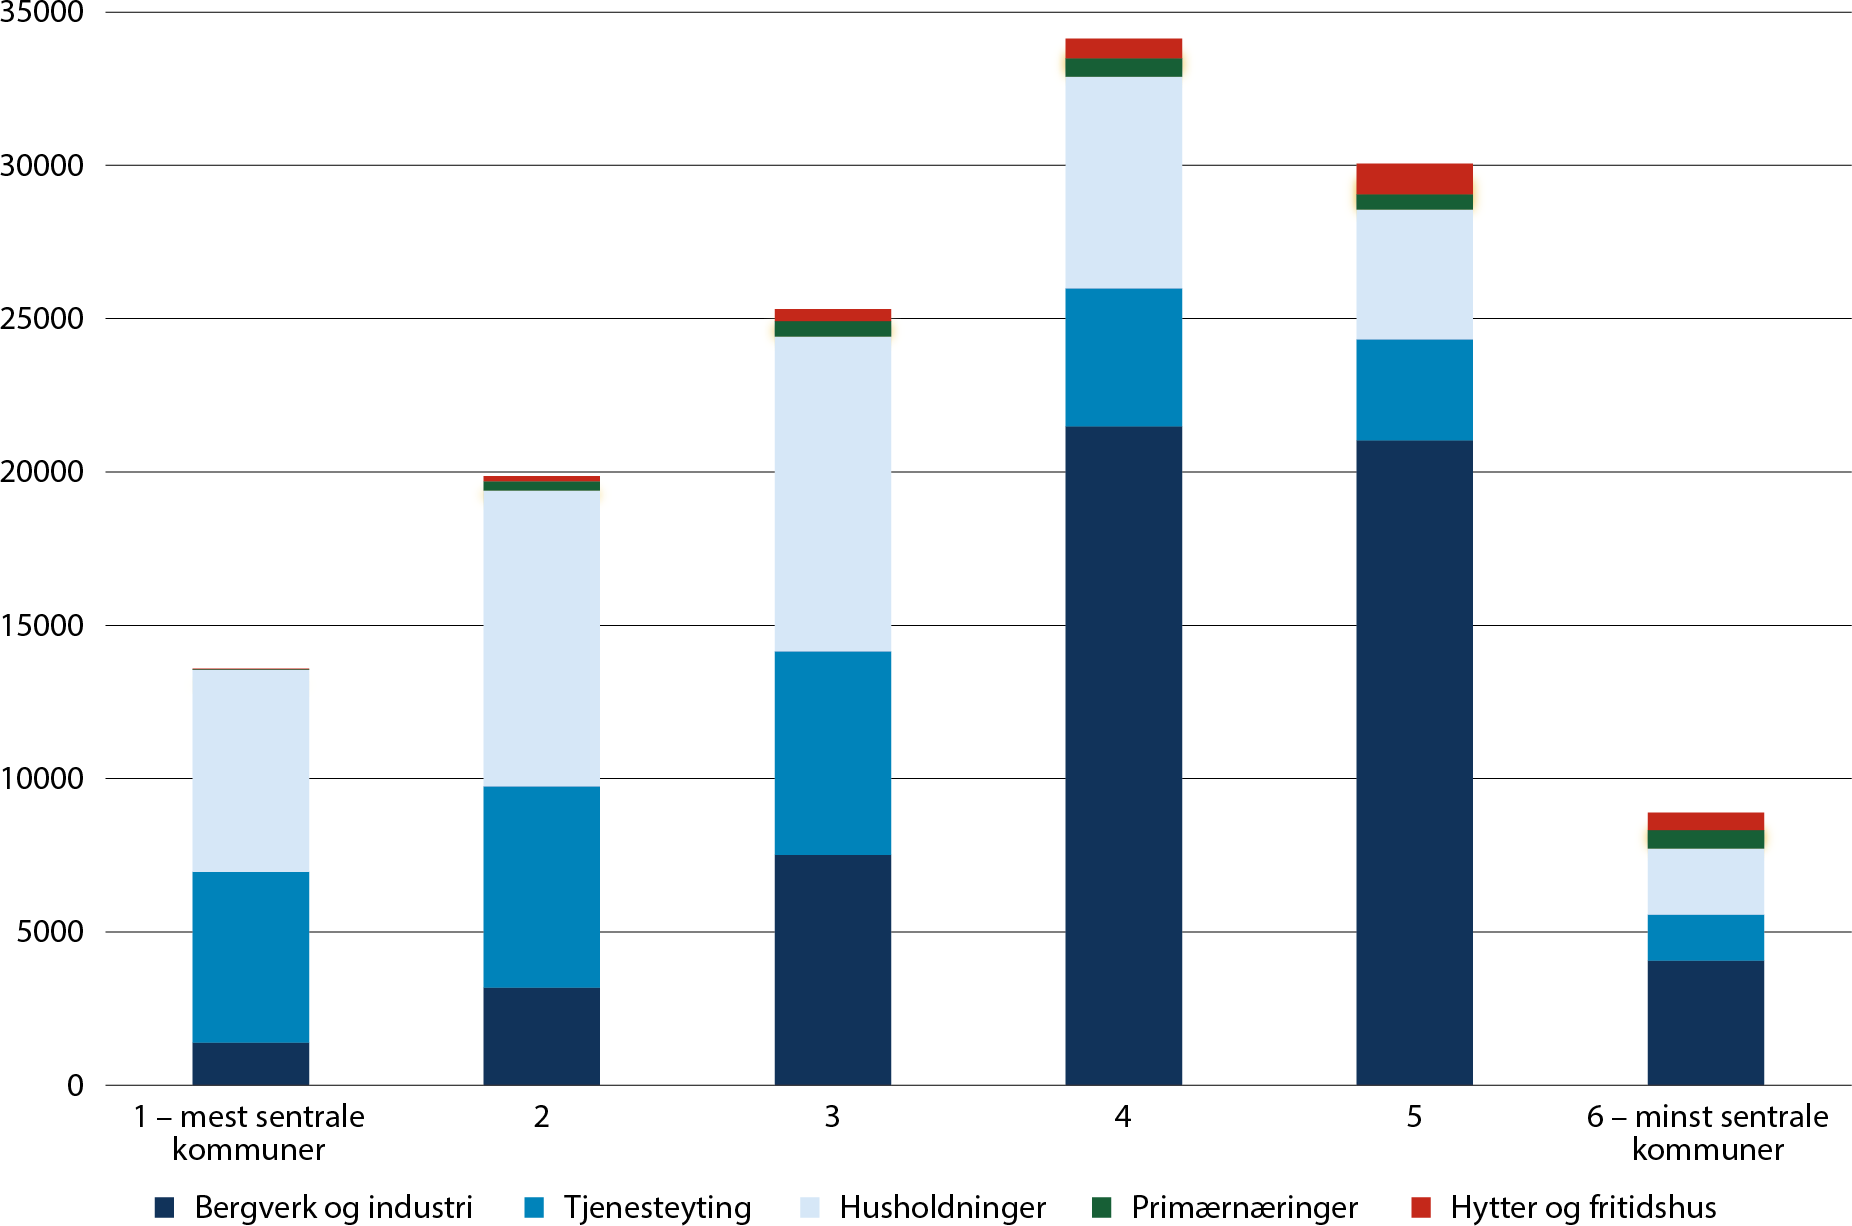 35000
30000
25000
20000
15000
10000
5000
0
1 – mest sentrale
kommuner
2
3
4
5
6 – minst sentrale
kommuner
Bergverk og industri
Tjenesteyting
Husholdninger
Primærnæringer
Hytter og fritidshus